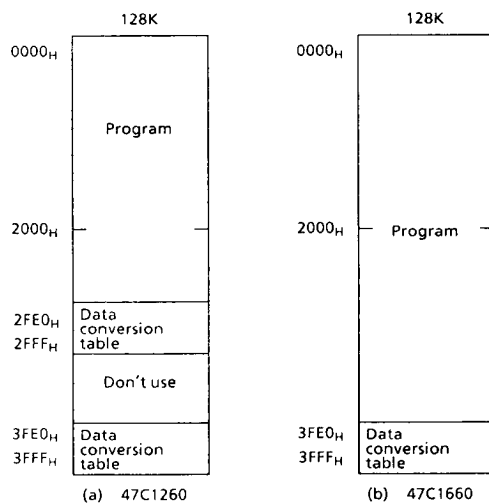 128K
0000H
Program
2000H
2FE0H
2FFFH
Data
conversion
table
Don't use
3FE0H
3FFFH
Data
conversion
table
(a) 47C1260
128K
0000H
2000H
Program
3FE0H
3FFFH
Data
conversion
table
(b) 47C1660